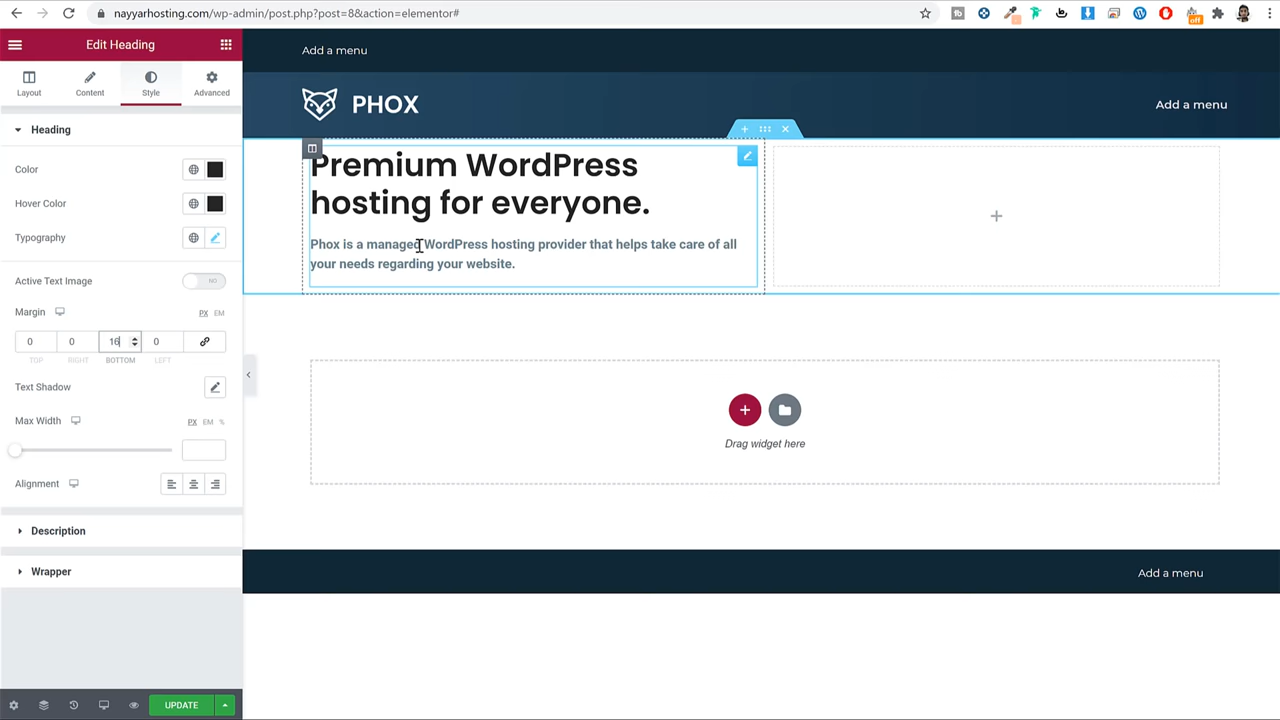 nayyarhosting.com/wp-admin/post.php?post=8&action=elementor#
off
Edit Heading
Layout
Content
Style
Advanced
Heading
Color
Hover Color
Typography
Active Text Image
NO
Margin
PX EM
0 0 16 0
TOP RIGHT BOTTOM LEFT
Text Shadow
Max Width
PX EM %
Alignment
Description
Wrapper
UPDATE
Add a menu
PHOX
Add a menu
Premium WordPress
hosting for everyone.
Phox is a managed WordPress hosting provider that helps take care of all
your needs regarding your website.
Drag widget here
Add a menu